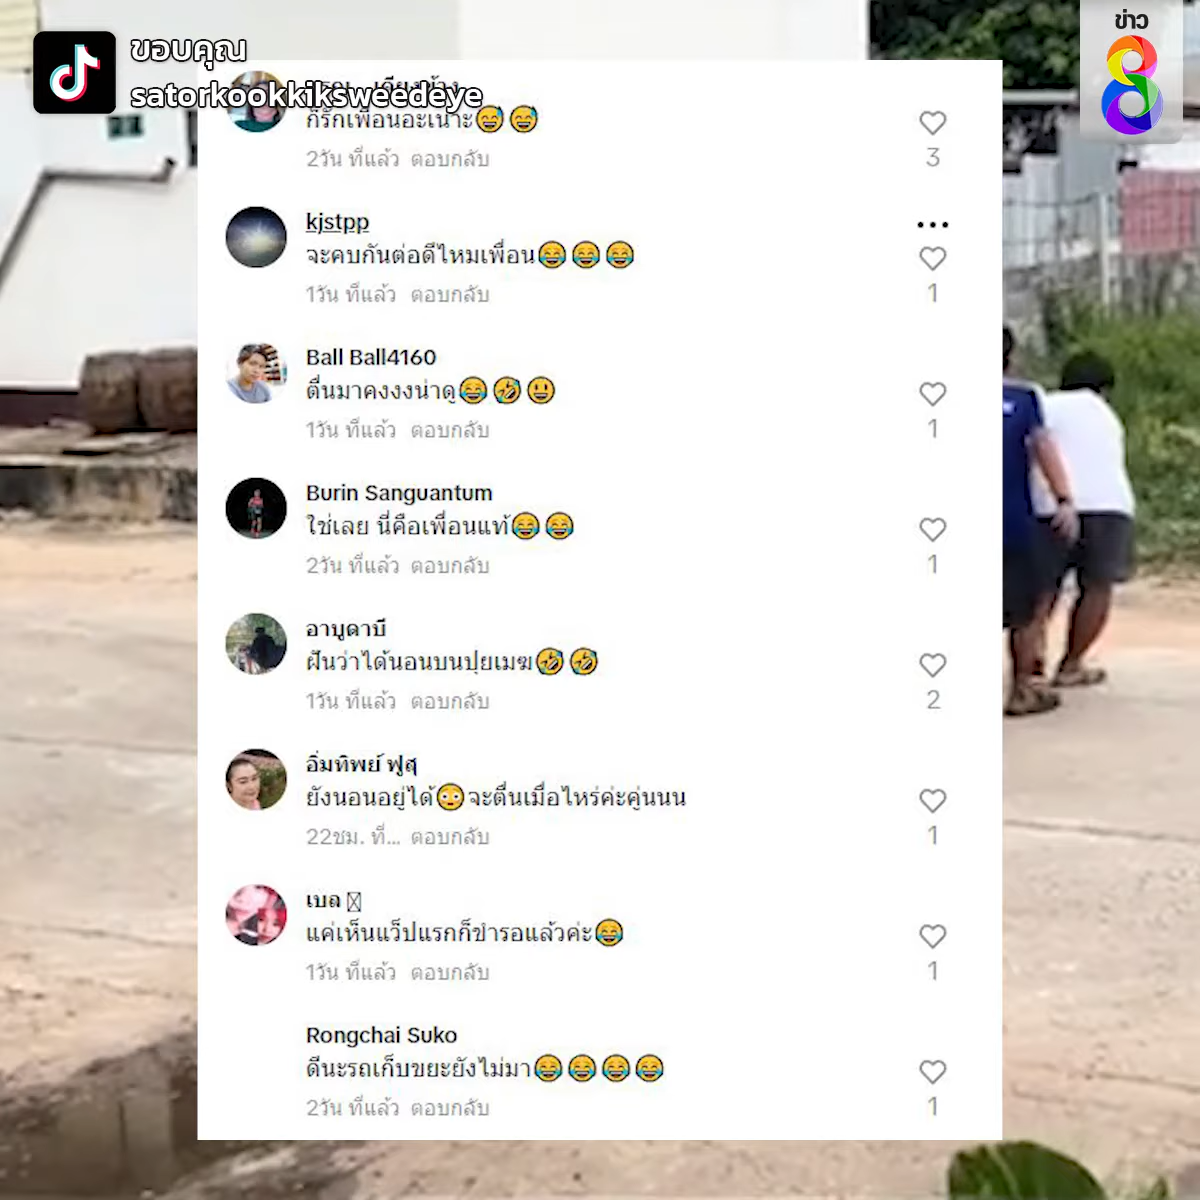 ขอบคุณ
satorkookkiksweedeye
ข่าว
8
ก็รักเพื่อนอะเน้าะ😅😅
3
2วัน ที่แล้ว ตอบกลับ
kjstpp
จะคบกันต่อดีไหมเพื่อน😂😂😂
1วัน ที่แล้ว ตอบกลับ
1
Ball Ball4160
ตื่นมาคงงงน่าดู😂🤣😃
1วัน ที่แล้ว ตอบกลับ
1
Burin Sanguantum
ใช่เลย นี่คือเพื่อนแท้😂😂
2วัน ที่แล้ว ตอบกลับ
1
อาบูดาบี
ฝันว่าได้นอนบนปุยเมฆ🤣🤣
1วัน ที่แล้ว ตอบกลับ
2
อิ่มทิพย์ ฟูสุ
ยังนอนอยู่ได้😳จะตื่นเมื่อไหร่ค่ะคู่นนน
22ชม. ที่... ตอบกลับ
1
เบล
แค่เห็นแว็ปแรกก็ขำรอแล้วค่ะ😂
1วัน ที่แล้ว ตอบกลับ
1
Rongchai Suko
ดีนะรถเก็บขยะยังไม่มา😂😂😂😂
2วัน ที่แล้ว ตอบกลับ
1